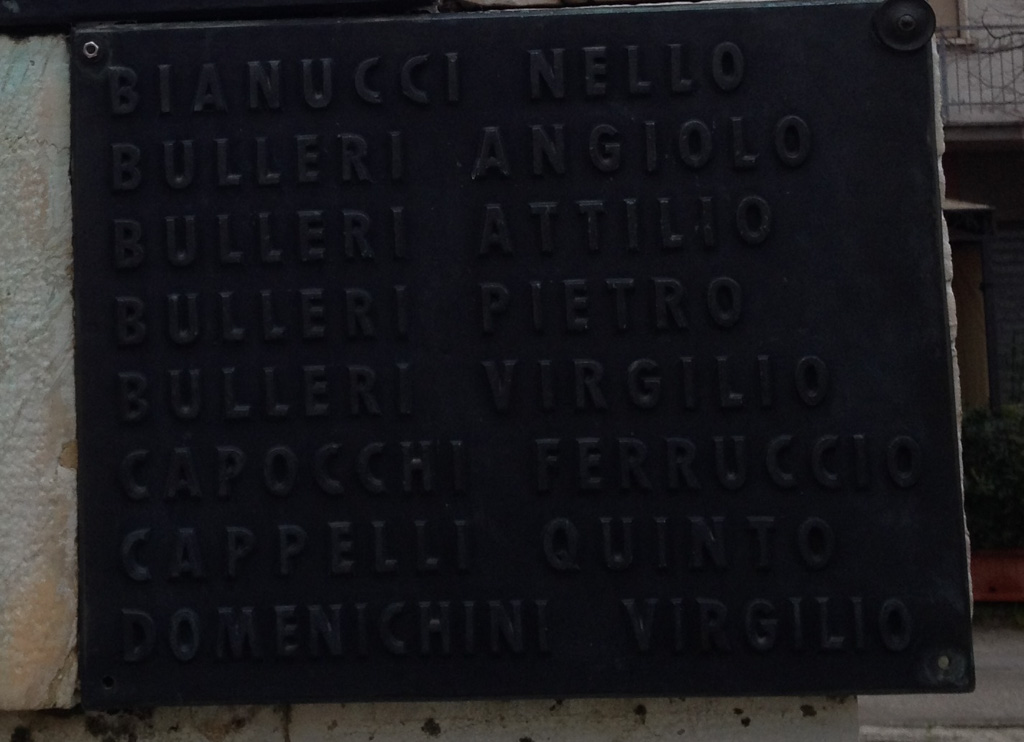 BIANUCCI NELLO
BULLERI ANGIOLO
BULLERI ATTILIO
BULLERI PIETRO
BULLERI VIRGILIO
CAPOCCHI FERRUCCIO
CAPPELLI QUINTO
DOMENICHINI VIRGILIO